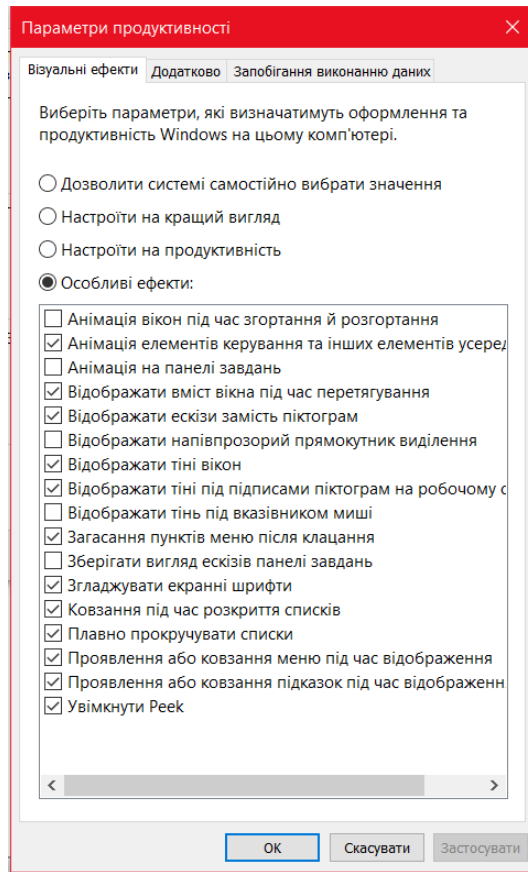 Параметри продуктивності
Візуальні ефекти Додатково Запобігання виконанню даних
Виберіть параметри, які визначатимуть оформлення та
продуктивність Windows на цьому комп'ютері.
Дозволити системі самостійно вибрати значення
Настроїти на кращий вигляд
Настроїти на продуктивність
Особливі ефекти:
Анімація вікон під час згортання й розгортання
Анімація елементів керування та інших елементів усеред
Анімація на панелі завдань
Відображати вміст вікна під час перетягування
Відображати ескізи замість піктограм
Відображати напівпрозорий прямокутник виділення
Відображати тіні вікон
Відображати тіні під підписами піктограм на робочому с
Відображати тінь під вказівником миші
Загасання пунктів меню після клацання
Зберігати вигляд ескізів панелі завдань
Згладжувати екранні шрифти
Ковзання під час розкриття списків
Плавно прокручувати списки
Проявлення або ковзання меню під час відображення
Проявлення або ковзання підказок під час відображенн
Увімкнути Peek
ОК Скасувати Застосувати